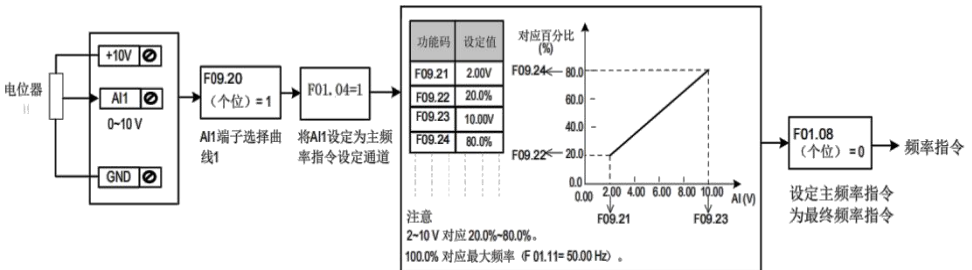 电位器
+10V
AI1
0~10 V
GND
F09.20
（个位）= 1
AI1端子选择曲
线1
F01.04=1
将AI1设定为主频
率指令设定通道
功能码 设定值
F09.21 2.00V
F09.22 20.0%
F09.23 10.00V
F09.24 80.0%
对应百分比
(%)
F09.24 80.0
60.0
40.0
F09.22 20.0
0.0
0.00 2.00 4.00 6.00 8.00 10.00
AI (V)
F09.21 F09.23
注意
2~10 V 对应 20.0%~80.0%。
100.0% 对应最大频率（F 01.11= 50.00 Hz）。
F01.08
（个位）= 0
频率指令
设定主频率指令
为最终频率指令